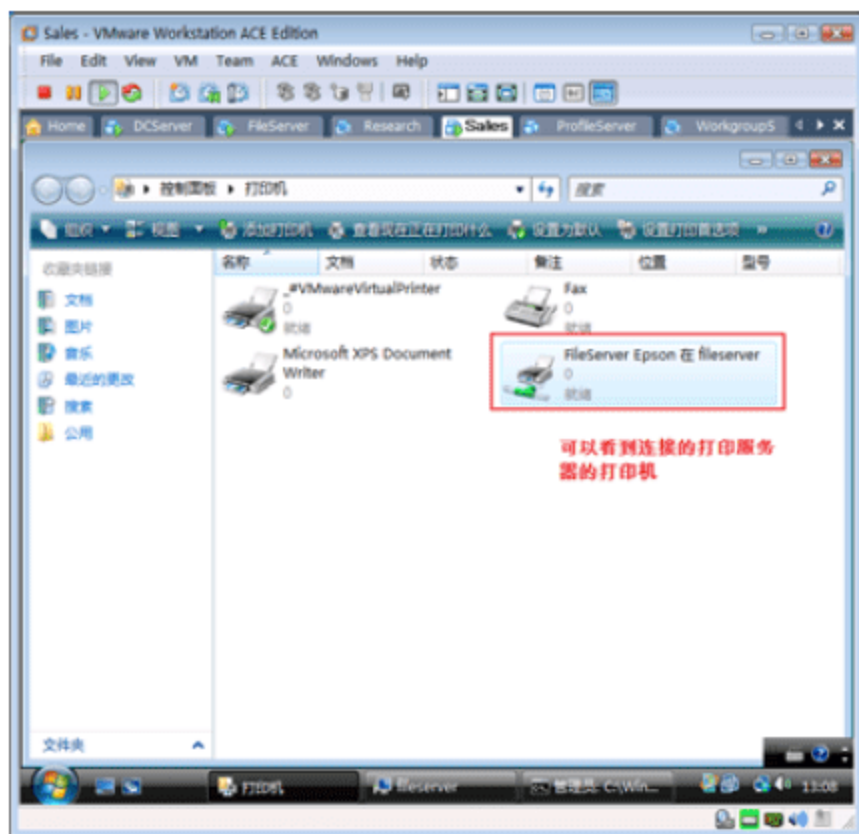 Sales - VMware Workstation ACE Edition
File Edit View VM Team ACE Windows Help
Home DCServer FileServer Research Sales ProfileServer WorkgroupS
控制面板 打印机 搜索
组织 视图 添加打印机 查看现在正在打印什么 设置为默认 设置打印首选项 »
收藏夹链接 名称 文档 状态 备注 位置 型号
文档
图片
音乐
最近的更改
搜索
公用
_#VMwareVirtualPrinter
0
就绪
Fax
0
就绪
Microsoft XPS Document
Writer
0
FileServer Epson 在 fileserver
0
就绪
可以看到连接的打印服务
器的打印机
文件夹
打印机 fileserver 管理员: C:\Win... 13:08